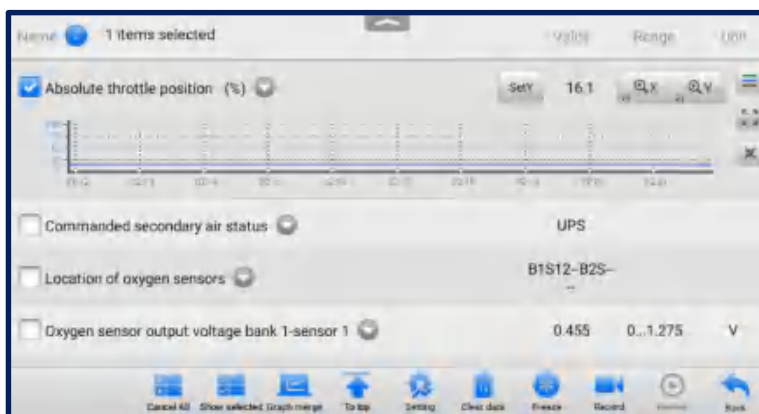 Name 1 items selected Value Range Unit
Absolute throttle position (%) SetY 16.1 X Y
Commanded secondary air status UPS
Location of oxygen sensors B1S12--B2S--
--
Oxygen sensor output voltage bank 1-sensor 1 0.455 0...1.275 V
Cancel All Show selected Graph merge To top Setting Clear data Freeze Record Back